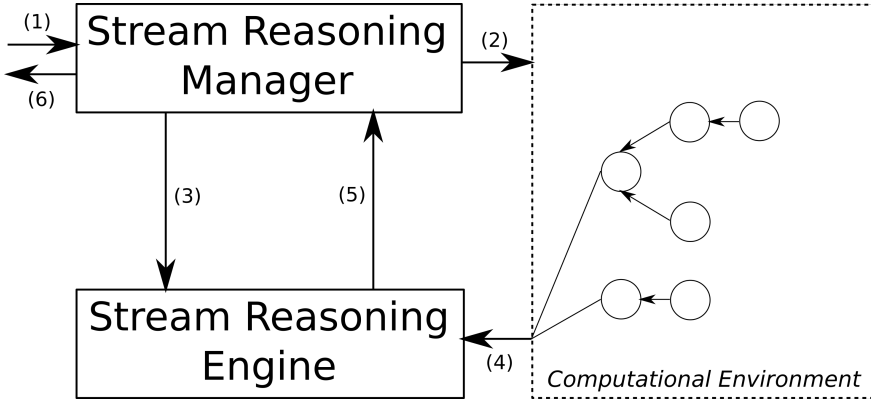 (1)
Stream Reasoning
Manager
(2)
(6)
(3)
(5)
Stream Reasoning
Engine
(4)
Computational Environment